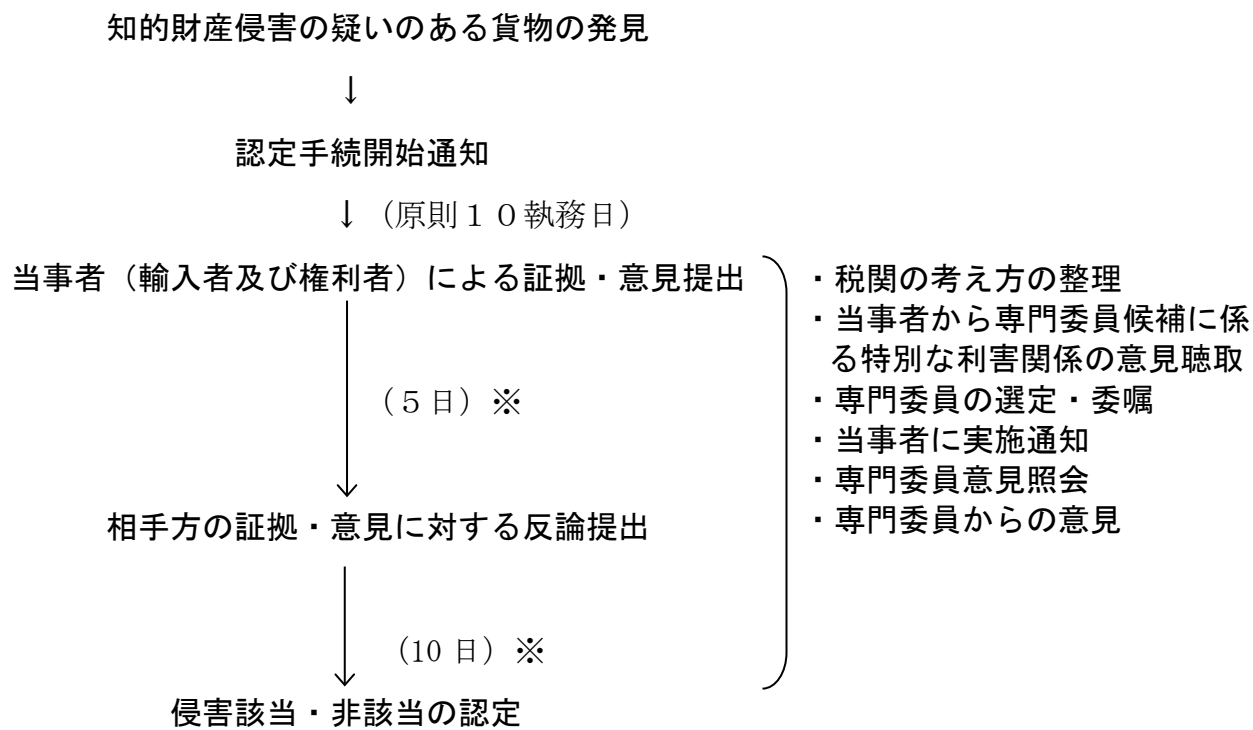 知的財産侵害の疑いのある貨物の発見
↓
認定手続開始通知
↓（原則１０執務日）
当事者（輸入者及び権利者）による証拠・意見提出
（５日）※
相手方の証拠・意見に対する反論提出
（10 日）※
侵害該当・非該当の認定
・税関の考え方の整理
・当事者から専門委員候補に係
る特別な利害関係の意見聴取
・専門委員の選定・委嘱
・当事者に実施通知
・専門委員意見照会
・専門委員からの意見